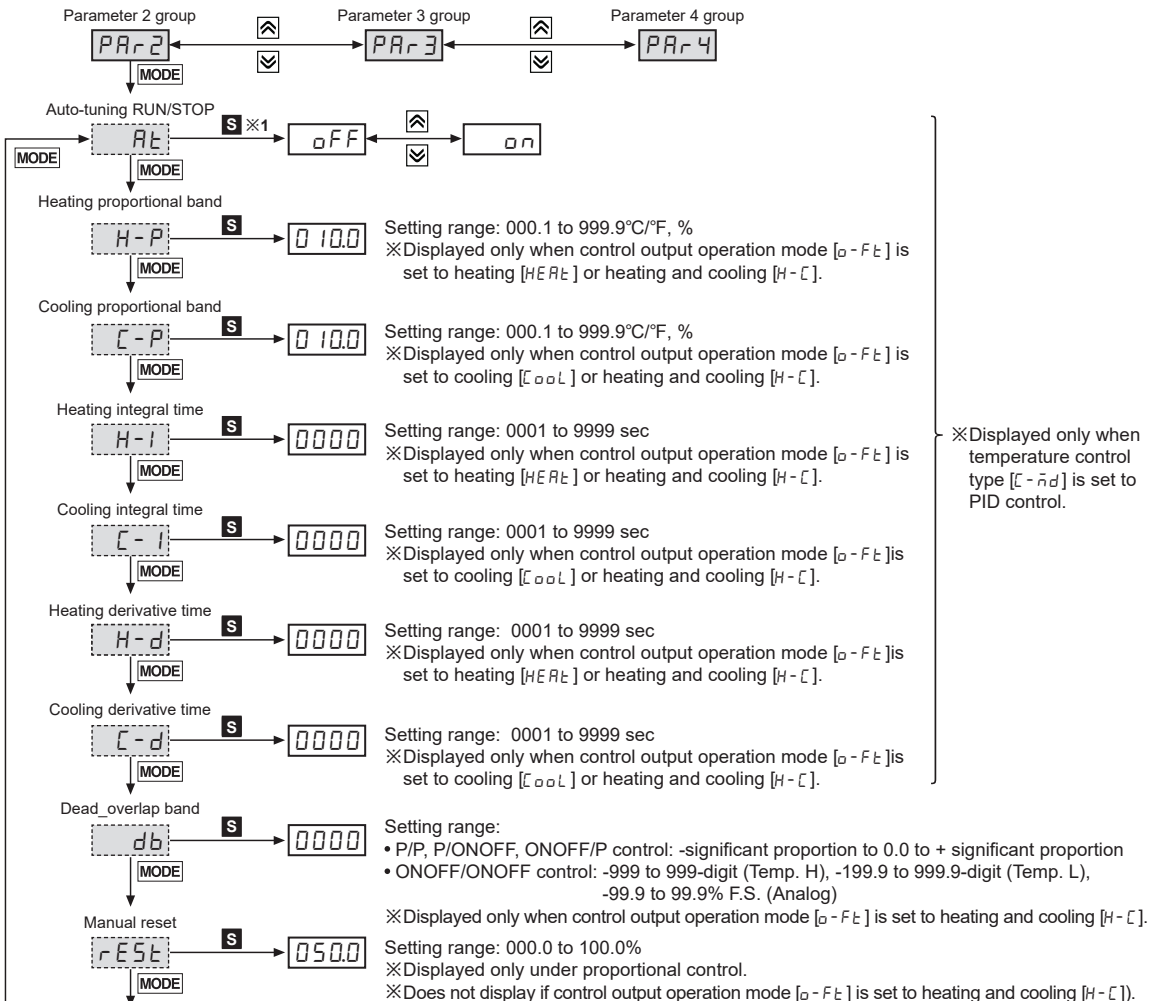 Parameter 2 group
Parameter 3 group
Parameter 4 group
PAr2
PAr3
PAr4
MODE
Auto-tuning RUN/STOP
MODE
At
S ※1
oFF
on
MODE
Heating proportional band
H-P
S
010.0
Setting range: 000.1 to 999.9°C/°F, %
※Displayed only when control output operation mode [o-Ft] is
set to heating [HEAt] or heating and cooling [H-C].
MODE
Cooling proportional band
C-P
S
010.0
Setting range: 000.1 to 999.9°C/°F, %
※Displayed only when control output operation mode [o-Ft] is
set to cooling [CooL] or heating and cooling [H-C].
MODE
Heating integral time
H-I
S
0000
Setting range: 0001 to 9999 sec
※Displayed only when control output operation mode [o-Ft] is
set to heating [HEAt] or heating and cooling [H-C].
MODE
※Displayed only when
temperature control
type [C-md] is set to
PID control.
Cooling integral time
C-I
S
0000
Setting range: 0001 to 9999 sec
※Displayed only when control output operation mode [o-Ft]is
set to cooling [CooL] or heating and cooling [H-C].
MODE
Heating derivative time
H-d
S
0000
Setting range: 0001 to 9999 sec
※Displayed only when control output operation mode [o-Ft]is
set to heating [HEAt] or heating and cooling [H-C].
MODE
Cooling derivative time
C-d
S
0000
Setting range: 0001 to 9999 sec
※Displayed only when control output operation mode [o-Ft]is
set to cooling [CooL] or heating and cooling [H-C].
MODE
Dead_overlap band
db
S
0000
Setting range:
• P/P, P/ONOFF, ONOFF/P control: -significant proportion to 0.0 to + significant proportion
• ONOFF/ONOFF control: -999 to 999-digit (Temp. H), -199.9 to 999.9-digit (Temp. L),
-99.9 to 99.9% F.S. (Analog)
※Displayed only when control output operation mode [o-Ft] is set to heating and cooling [H-C].
MODE
Manual reset
rESt
S
050.0
Setting range: 000.0 to 100.0%
※Displayed only under proportional control.
※Does not display if control output operation mode [o-Ft] is set to heating and cooling [H-C]).
MODE